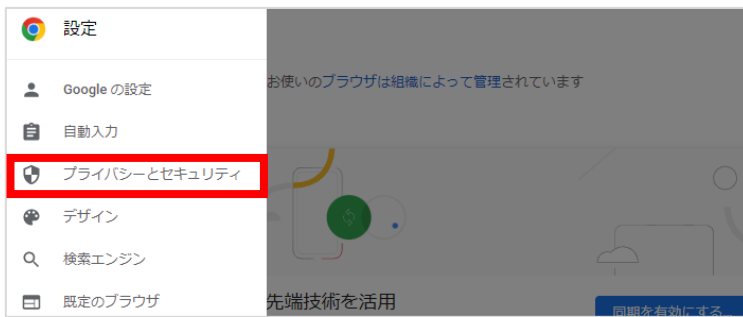 設定
Google の設定
お使いのブラウザは組織によって管理されています
自動入力
プライバシーとセキュリティ
デザイン
検索エンジン
既定のブラウザ
先端技術を活用
同期を有効にする...